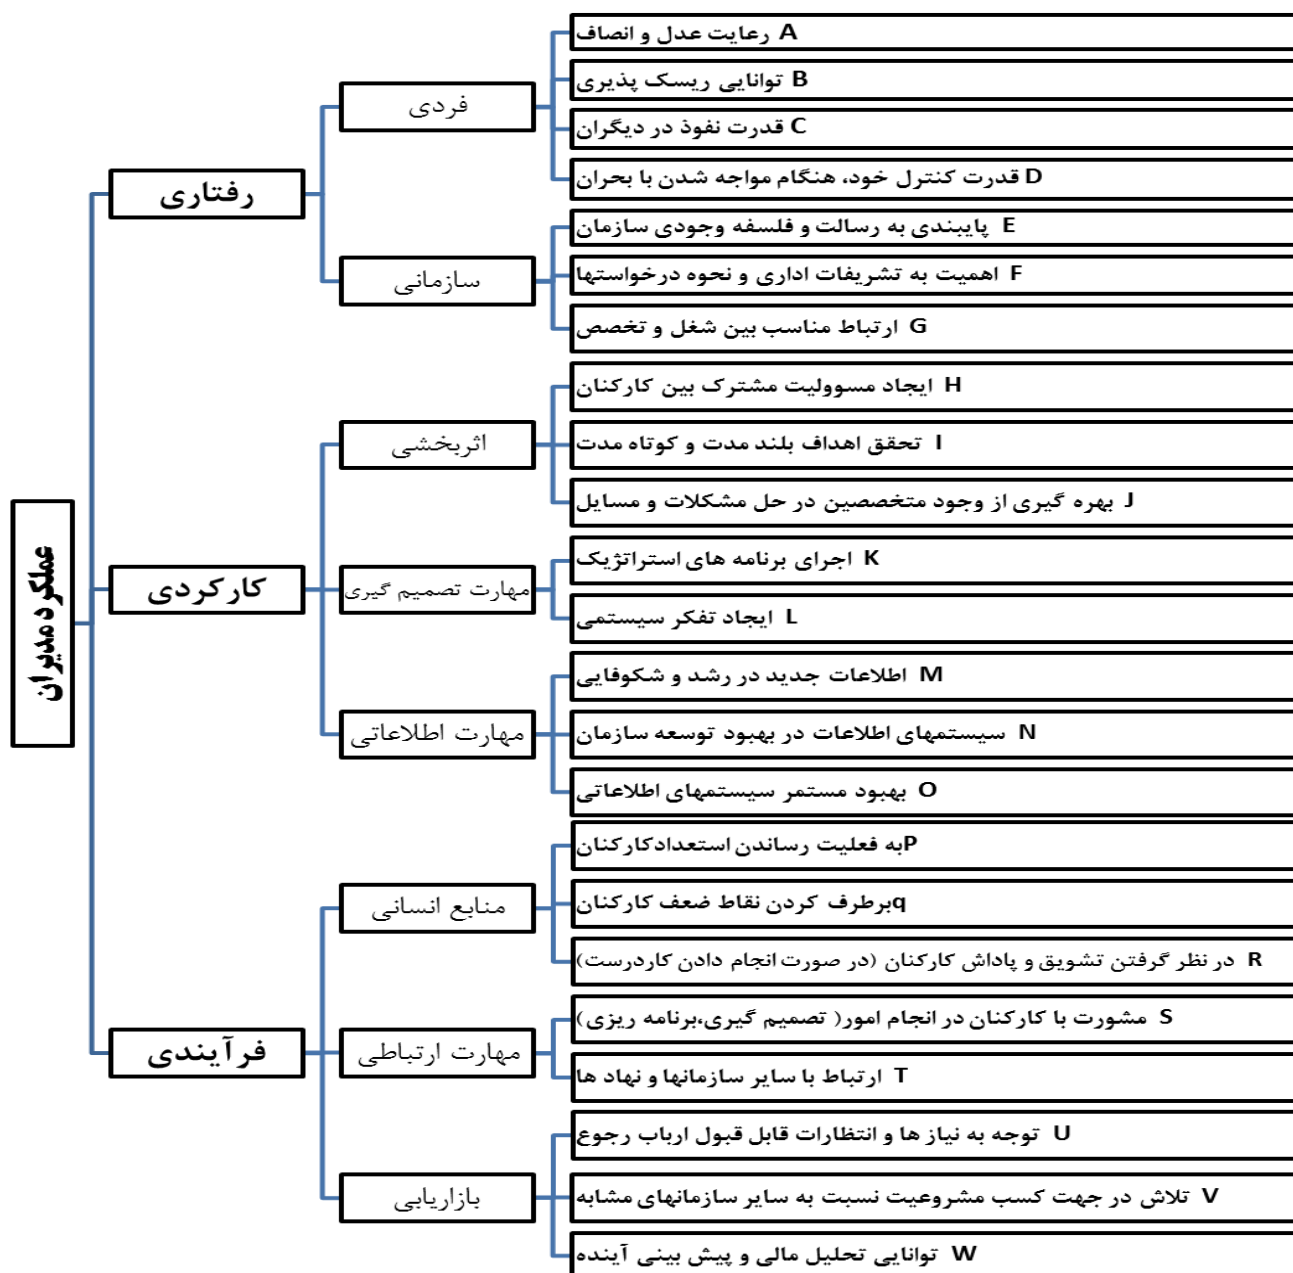 عملکرد مدیران
رفتاری
فردی
A رعایت عدل و انصاف
B توانایی ریسک پذیری
C قدرت نفوذ در دیگران
D قدرت کنترل خود، هنگام مواجه شدن با بحران
سازمانی
E پایبندی به رسالت و فلسفه وجودی سازمان
F اهمیت به تشریفات اداری و نحوه درخواستها
G ارتباط مناسب بین شغل و تخصص
کارکردی
اثربخشی
H ایجاد مسوولیت مشترک بین کارکنان
I تحقق اهداف بلند مدت و کوتاه مدت
J بهره گیری از وجود متخصصین در حل مشکلات و مسایل
مهارت تصمیم گیری
K اجرای برنامه های استراتژیک
L ایجاد تفکر سیستمی
مهارت اطلاعاتی
M اطلاعات جدید در رشد و شکوفایی
N سیستمهای اطلاعات در بهبود توسعه سازمان
O بهبود مستمر سیستمهای اطلاعاتی
فرآیندی
منابع انسانی
Pبه فعلیت رساندن استعدادکارکنان
qبرطرف کردن نقاط ضعف کارکنان
R در نظر گرفتن تشویق و پاداش کارکنان (در صورت انجام دادن کاردرست)
مهارت ارتباطی
S مشورت با کارکنان در انجام امور( تصمیم گیری،برنامه ریزی)
T ارتباط با سایر سازمانها و نهاد ها
بازاریابی
U توجه به نیاز ها و انتظارات قابل قبول ارباب رجوع
V تلاش در جهت کسب مشروعیت نسبت به سایر سازمانهای مشابه
W توانایی تحلیل مالی و پیش بینی آینده